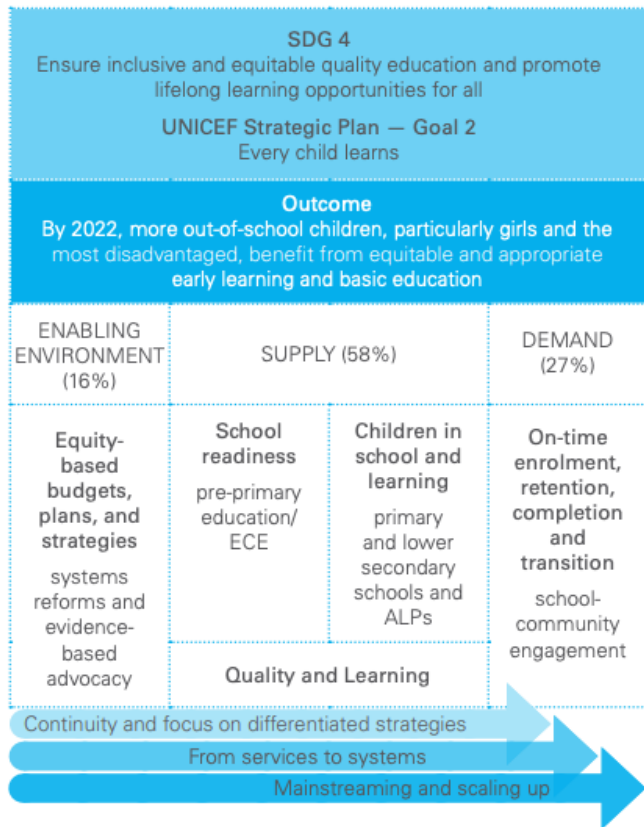 SDG 4
Ensure inclusive and equitable quality education and promote
lifelong learning opportunities for all
UNICEF Strategic Plan — Goal 2
Every child learns
Outcome
By 2022, more out-of-school children, particularly girls and the
most disadvantaged, benefit from equitable and appropriate
early learning and basic education
ENABLING
ENVIRONMENT
(16%)
SUPPLY (58%)
DEMAND
(27%)
Equity-
based
budgets,
plans, and
strategies
systems
reforms and
evidence-
based
advocacy
School
readiness
pre-primary
education/
ECE
Children in
school and
learning
primary
and lower
secondary
schools and
ALPs
Quality and Learning
On-time
enrolment,
retention,
completion
and
transition
school-
community
engagement
Continuity and focus on differentiated strategies
From services to systems
Mainstreaming and scaling up